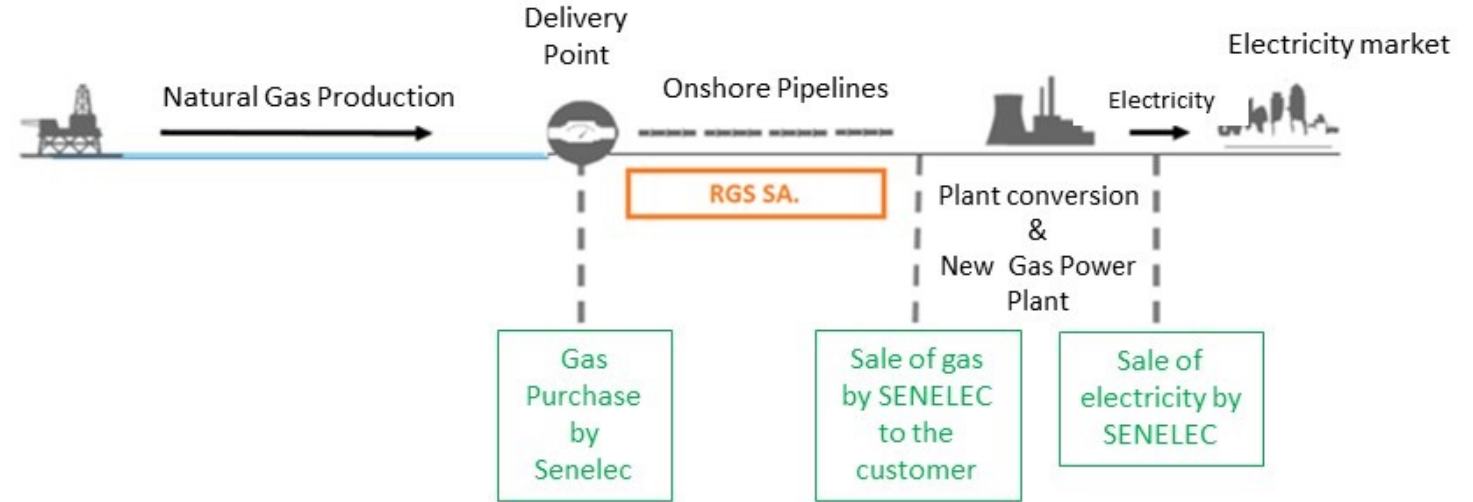 Delivery
Point
Electricity market
Natural Gas Production
Onshore Pipelines
Electricity
RGS SA.
Plant conversion
&
New Gas Power
Plant
Gas
Purchase
by
Senelec
Sale of gas
by SENELEC
to the
customer
Sale of
electricity by
SENELEC